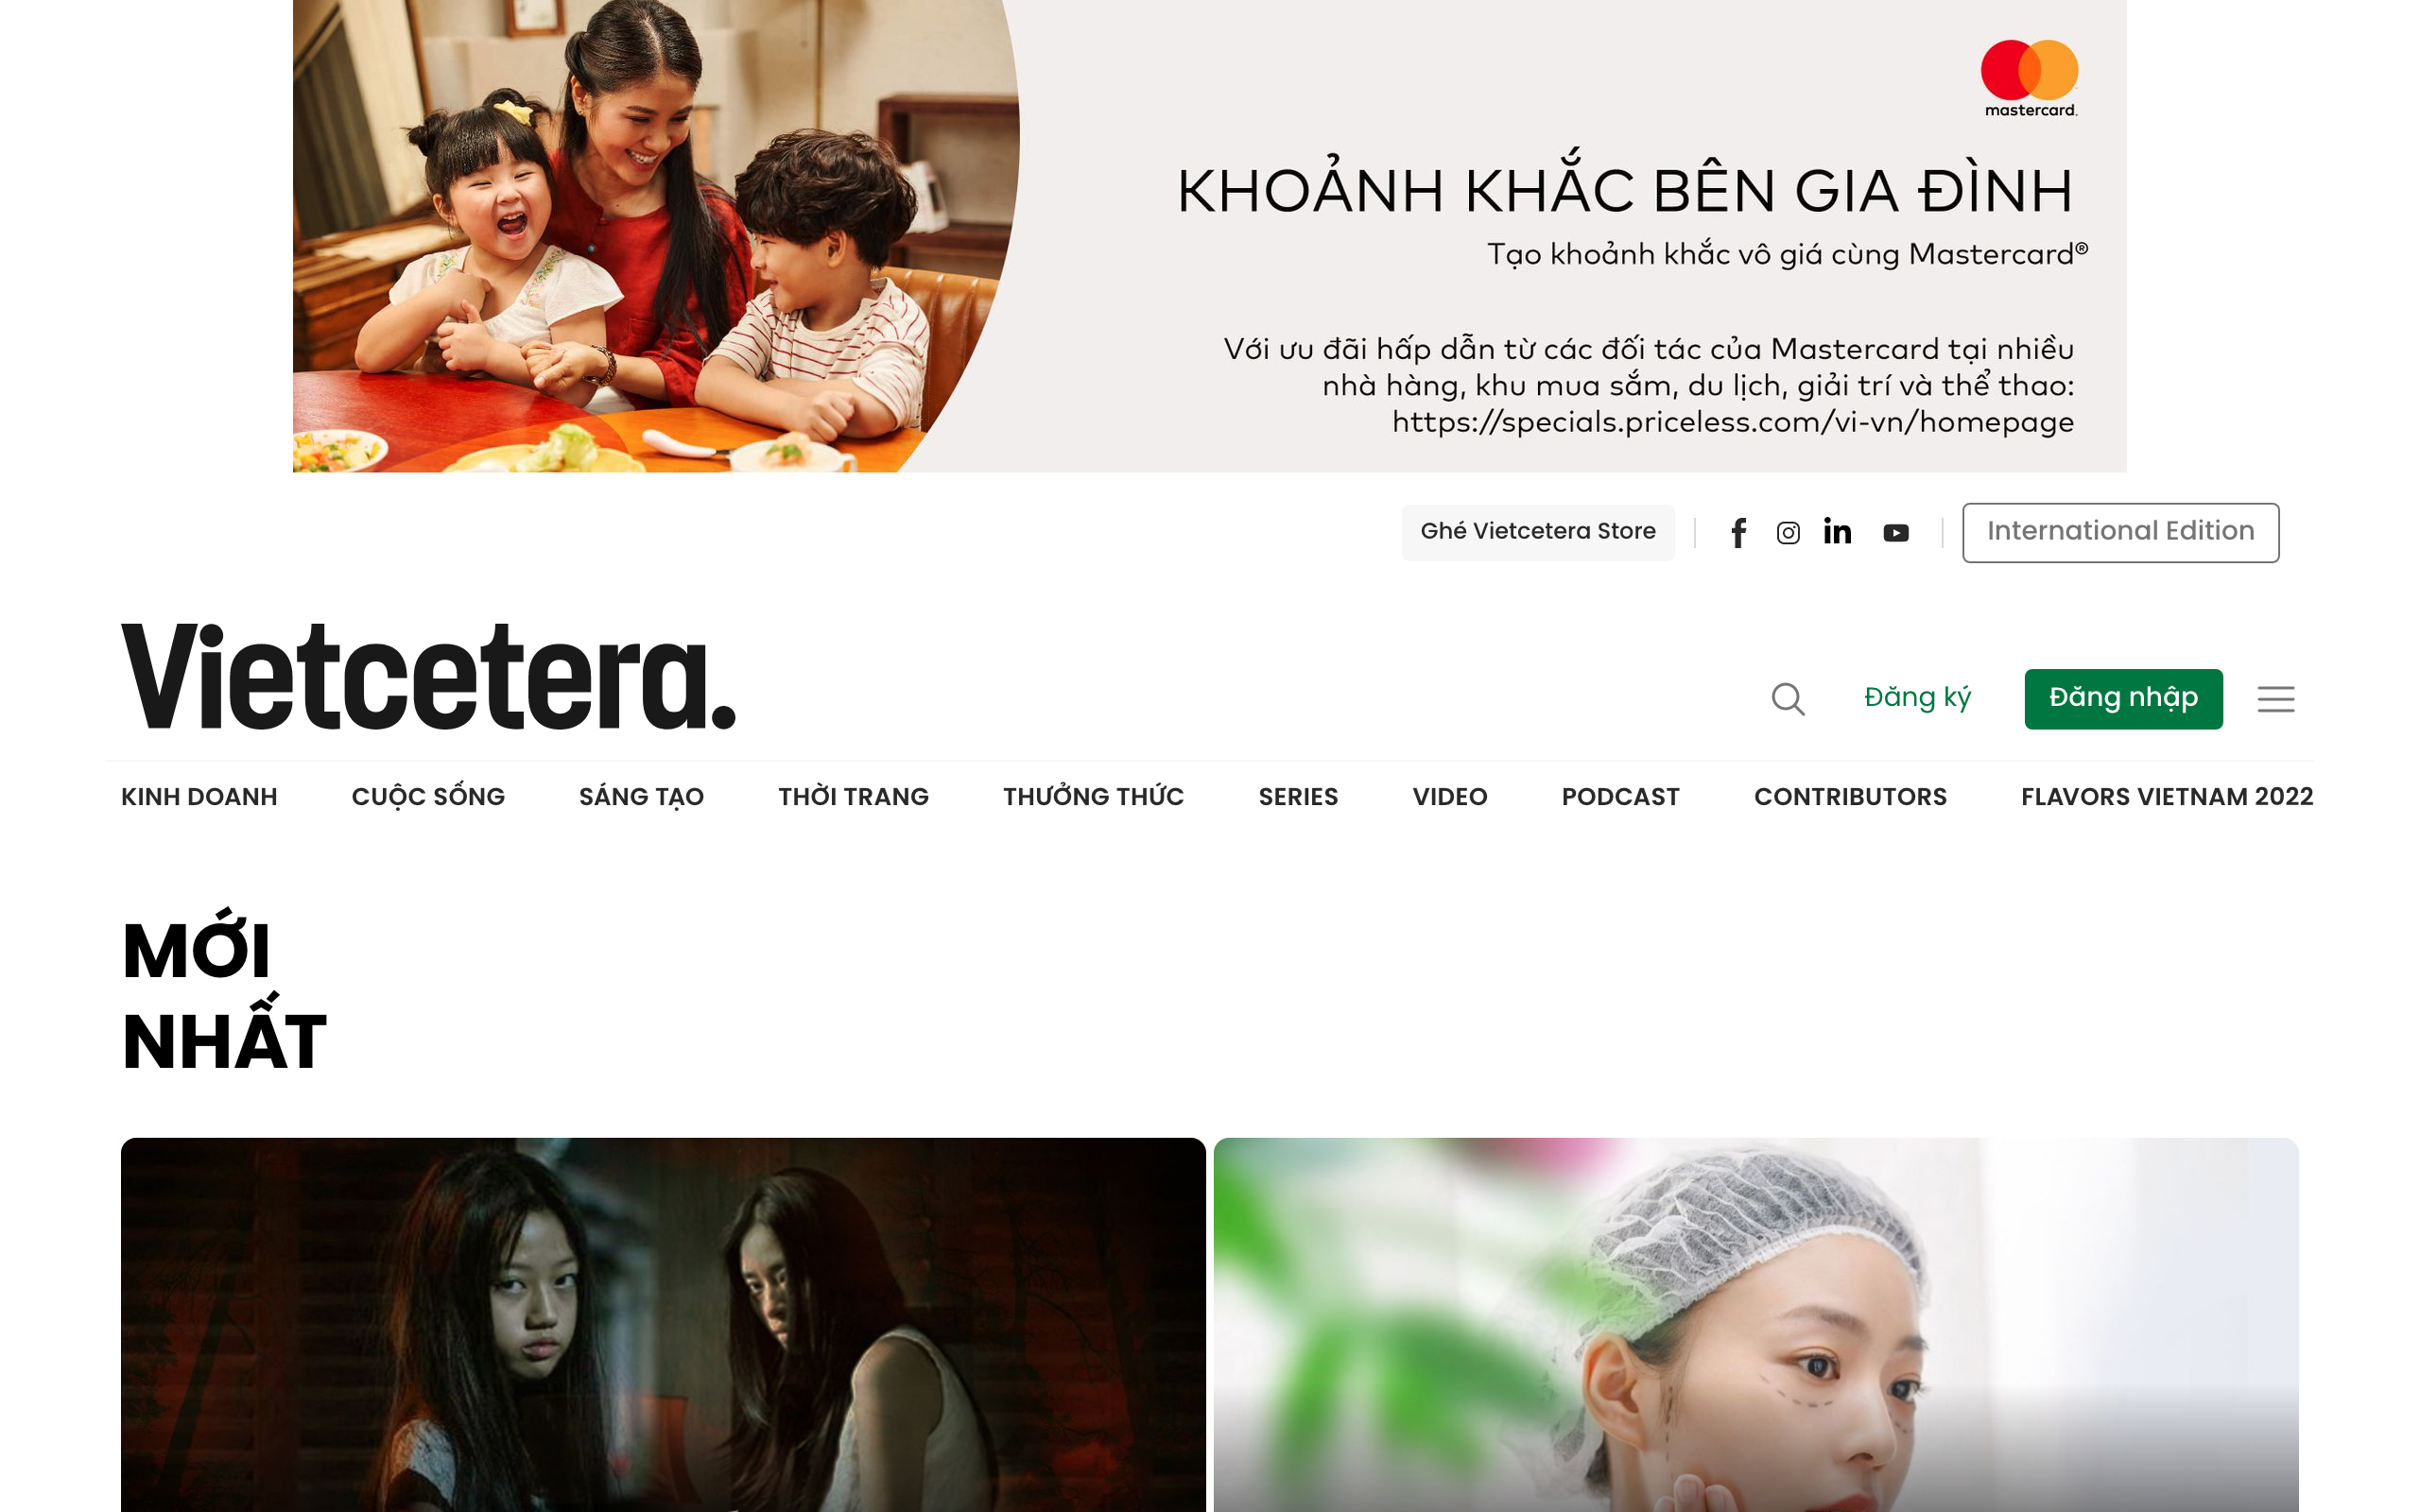 mastercard.
KHOẢNH KHẮC BÊN GIA ĐÌNH
Tạo khoảnh khắc vô giá cùng Mastercard®
Với ưu đãi hấp dẫn từ các đối tác của Mastercard tại nhiều
nhà hàng, khu mua sắm, du lịch, giải trí và thể thao:
https://specials.priceless.com/vi-vn/homepage
Ghé Vietcetera Store
International Edition
Vietcetera.
Đăng ký
Đăng nhập
KINH DOANH CUỘC SỐNG SÁNG TẠO THỜI TRANG THƯỞNG THỨC SERIES VIDEO PODCAST CONTRIBUTORS FLAVORS VIETNAM 2022
MỚI
NHẤT